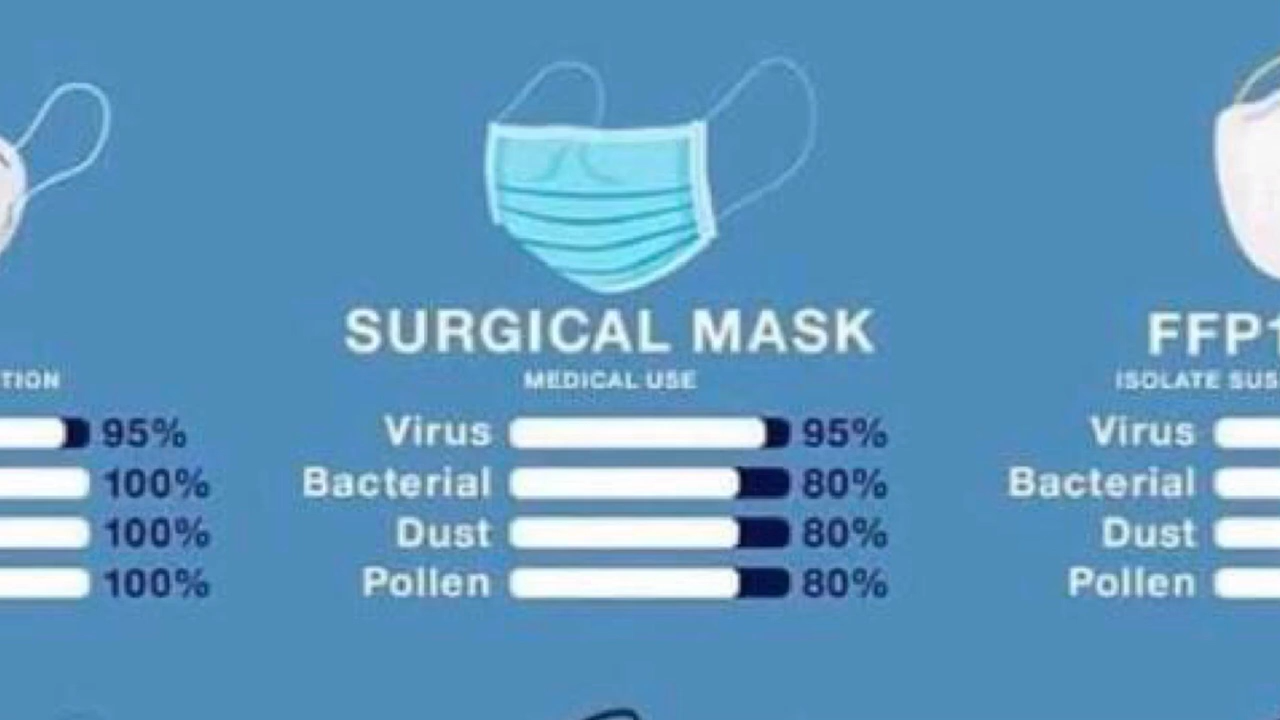 SURGICAL MASK
MEDICAL USE
Virus 95%
Bacterial 80%
Dust 80%
Pollen 80%
95%
100%
100%
100%
FFP1
ISOLATE
Virus
Bacterial
Dust
Pollen